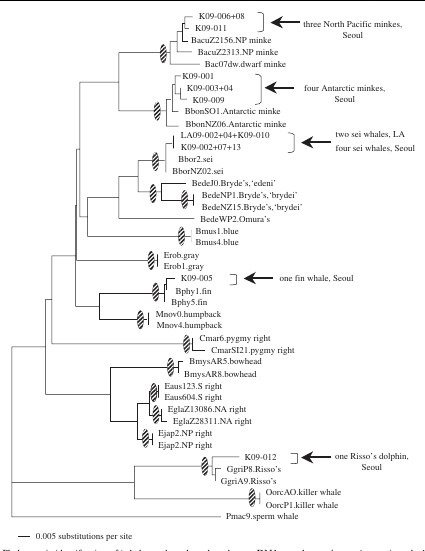 K09-006+08
three North Pacific minkes,
Seoul
K09-011
BacuZ2156.NP minke
BacuZ2313.NP minke
Bac07dw.dwarf minke
K09-001
K09-003+04
four Antarctic minkes,
Seoul
K09-009
BbonSO1.Antarctic minke
BbonNZ06.Antarctic minke
LA09-002+04+K09-010
two sei whales, LA
K09-002+07+13
four sei whales, Seoul
Bbor2.sei
BborNZ02.sei
BedeJ0.Bryde's,'edeni'
BedeNP1.Bryde's,'brydei'
BedeNZ15.Bryde's,'brydei'
BedeWP2.Omura's
Bmus1.blue
Bmus4.blue
Erob.gray
Erob1.gray
K09-005
one fin whale, Seoul
Bphy1.fin
Bphy5.fin
Mnov0.humpback
Mnov4.humpback
Cmar6.pygmy right
CmarSI21.pygmy right
BmysAR5.bowhead
BmysAR8.bowhead
Eaus123.S right
Eaus604.S right
EglaZ13086.NA right
EglaZ28311.NA right
Ejap2.NP right
Ejap2.NP right
K09-012
one Risso's dolphin,
Seoul
GgriP8.Risso's
GgriA9.Risso's
OorcAO.killer whale
OorcP1.killer whale
Pmac9.sperm whale
0.005 substitutions per site